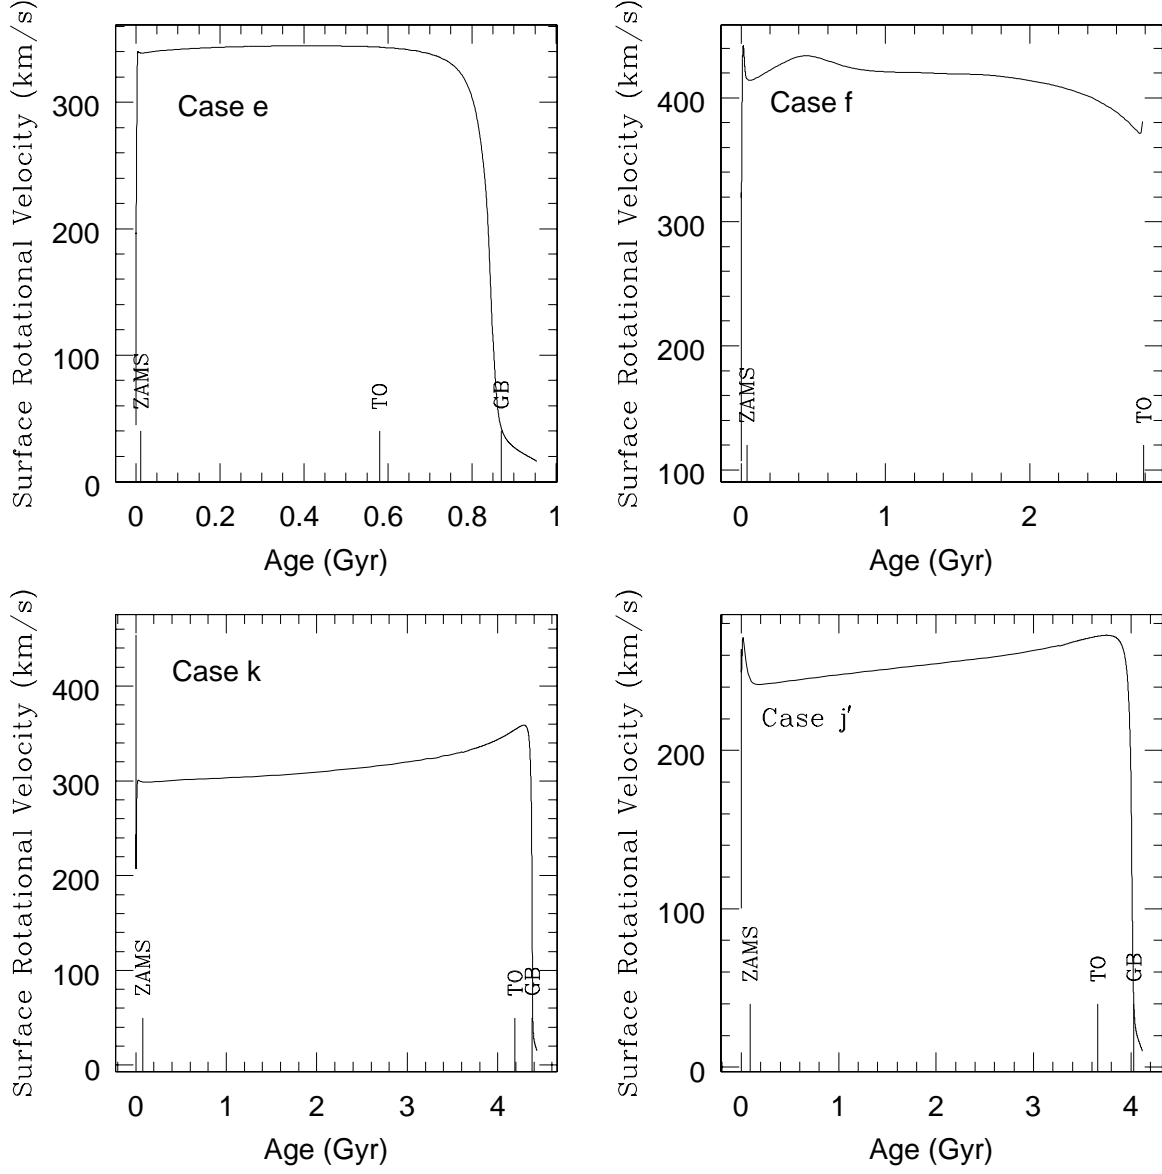 Surface Rotational Velocity (km/s)
300
200
100
0
Case e
ZAMS
TO
GB
0 0.2 0.4 0.6 0.8 1
Age (Gyr)
Surface Rotational Velocity (km/s)
400
300
200
100
Case f
ZAMS
TO
0 1 2
Age (Gyr)
Surface Rotational Velocity (km/s)
400
300
200
100
0
Case k
ZAMS
TO
GB
0 1 2 3 4
Age (Gyr)
Surface Rotational Velocity (km/s)
200
100
0
Case j'
ZAMS
TO
GB
0 1 2 3 4
Age (Gyr)